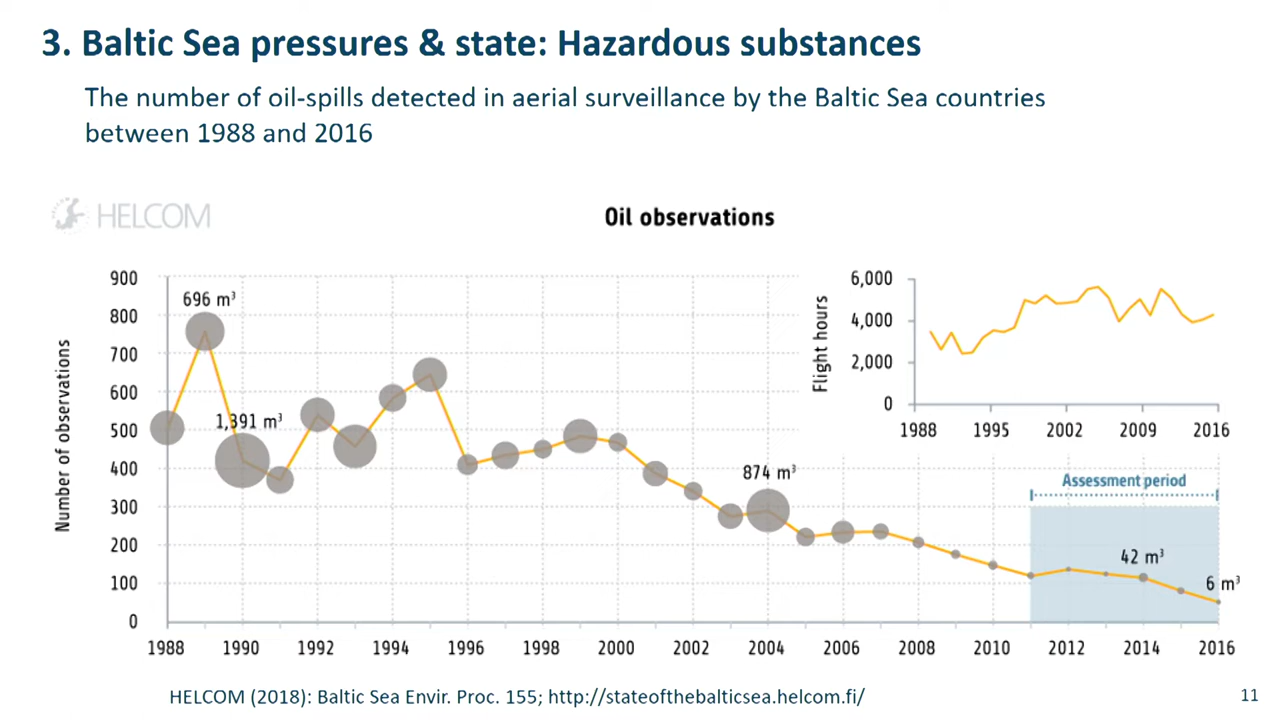 3. Baltic Sea pressures & state: Hazardous substances
The number of oil-spills detected in aerial surveillance by the Baltic Sea countries
between 1988 and 2016
HELCOM
Oil observations
Number of observations
900
800
700
600
500
400
300
200
100
0
696 m³
1,391 m³
874 m³
42 m³
6 m³
Assessment period
1988 1990 1992 1994 1996 1998 2000 2002 2004 2006 2008 2010 2012 2014 2016
Flight hours
6,000
4,000
2,000
0
1988 1995 2002 2009 2016
HELCOM (2018): Baltic Sea Envir. Proc. 155; http://stateofthebalticsea.helcom.fi/
11